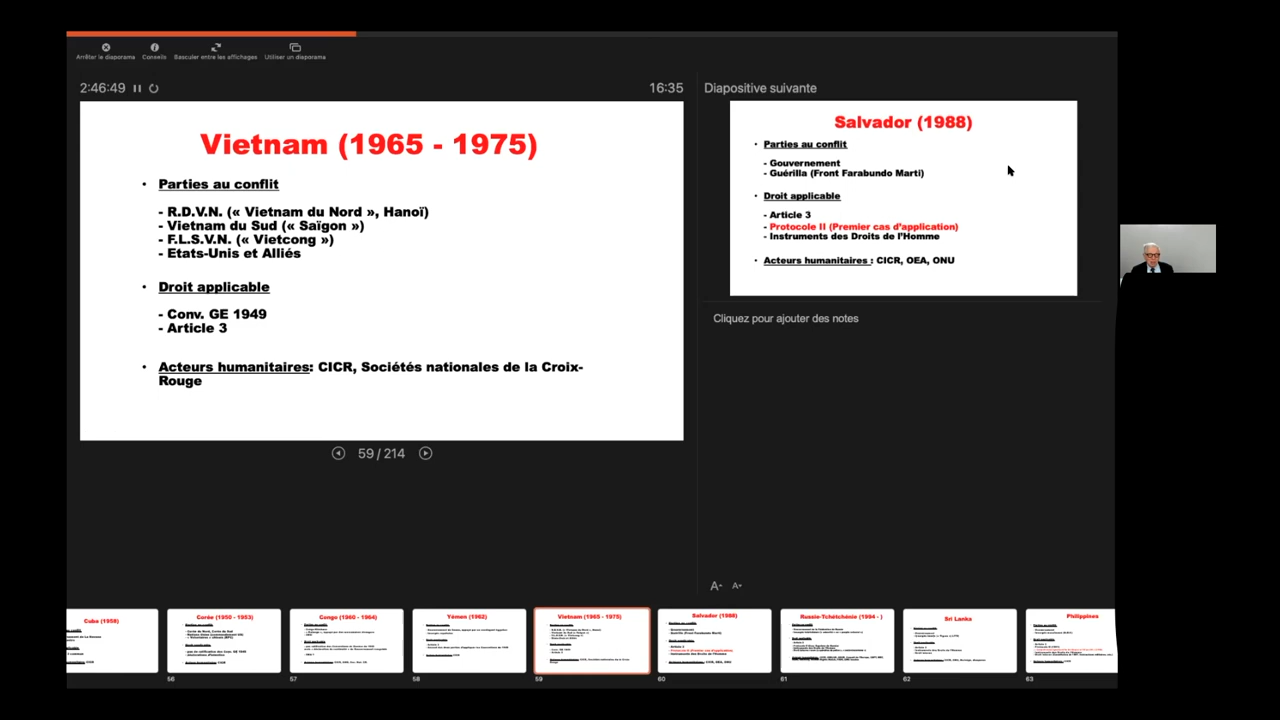 Arrêter le diaporama
Conseils
Basculer entre les affichages
Utiliser un diaporama
2:46:49
16:35
Diapositive suivante
Vietnam (1965 - 1975)
• Parties au conflit
- R.D.V.N. (« Vietnam du Nord », Hanoï)
- Vietnam du Sud (« Saïgon »)
- F.L.S.V.N. (« Vietcong »)
- Etats-Unis et Alliés
• Droit applicable
- Conv. GE 1949
- Article 3
• Acteurs humanitaires: CICR, Sociétés nationales de la Croix-
Rouge
59 / 214
Salvador (1988)
• Parties au conflit
- Gouvernement
- Guérilla (Front Farabundo Marti)
• Droit applicable
- Article 3
- Protocole II (Premier cas d'application)
- Instruments des Droits de l'Homme
• Acteurs humanitaires : CICR, OEA, ONU
Cliquez pour ajouter des notes
A A
Cuba (1958)
Corée (1950 - 1953)
56
Congo (1960 - 1964)
57
Yémen (1962)
58
Vietnam (1965 - 1975)
59
Salvador (1988)
60
Russie-Tchétchénie (1994 - )
61
Sri Lanka
62
Philippines
63